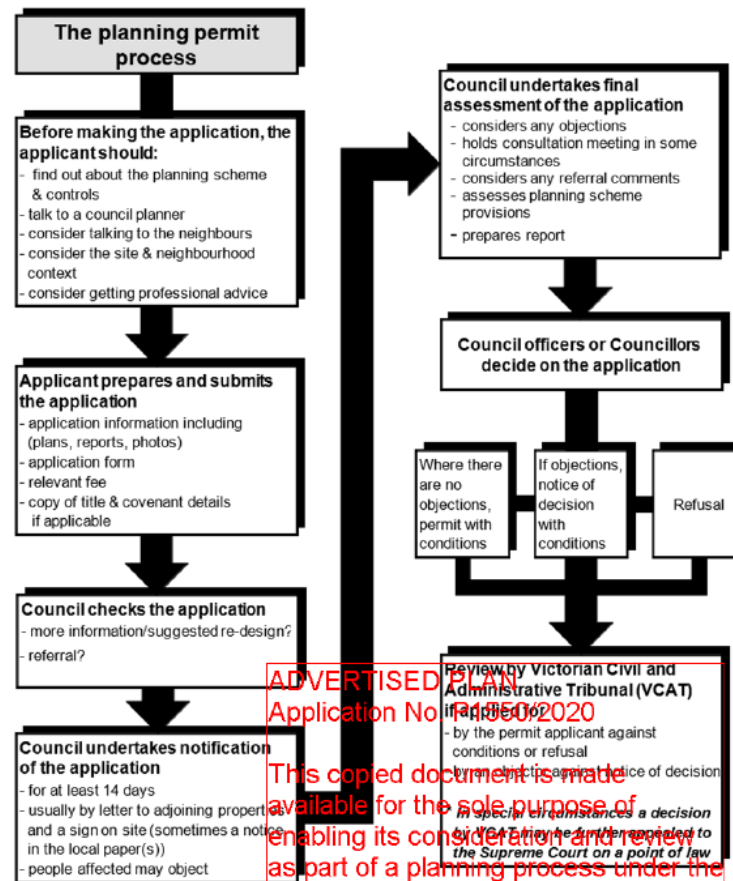 The planning permit
process
Before making the application, the
applicant should:
- find out about the planning scheme
& controls
- talk to a council planner
- consider talking to the neighbours
- consider the site & neighbourhood
context
- consider getting professional advice
Applicant prepares and submits
the application
- application information including
(plans, reports, photos)
- application form
- relevant fee
- copy of title & covenant details
if applicable
Council checks the application
- more information/suggested re-design?
- referral?
Council undertakes notification
of the application
- for at least 14 days
- usually by letter to adjoining properties
and a sign on site (sometimes a notice
in the local paper(s))
- people affected may object
Council undertakes final
assessment of the application
- considers any objections
- holds consultation meeting in some
circumstances
- considers any referral comments
- assesses planning scheme
provisions
- prepares report
Council officers or Councillors
decide on the application
Where there
are no
objections,
permit with
conditions
If objections,
notice of
decision
with
conditions
Refusal
Review by Victorian Civil and
Administrative Tribunal (VCAT)
if applied for
- by the permit applicant against
conditions or refusal
- by an objector against notice of decision
* In special circumstances a decision
by VCAT may be further appealed to
the Supreme Court on a point of law
ADVERTISED PLAN
Application No. P1550/2020
This copied document is made
available for the sole purpose of
enabling its consideration and review
as part of a planning process under the